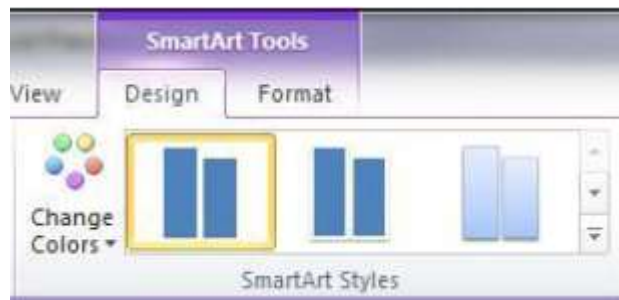 SmartArt Tools
View Design Format
Change
Colors
SmartArt Styles